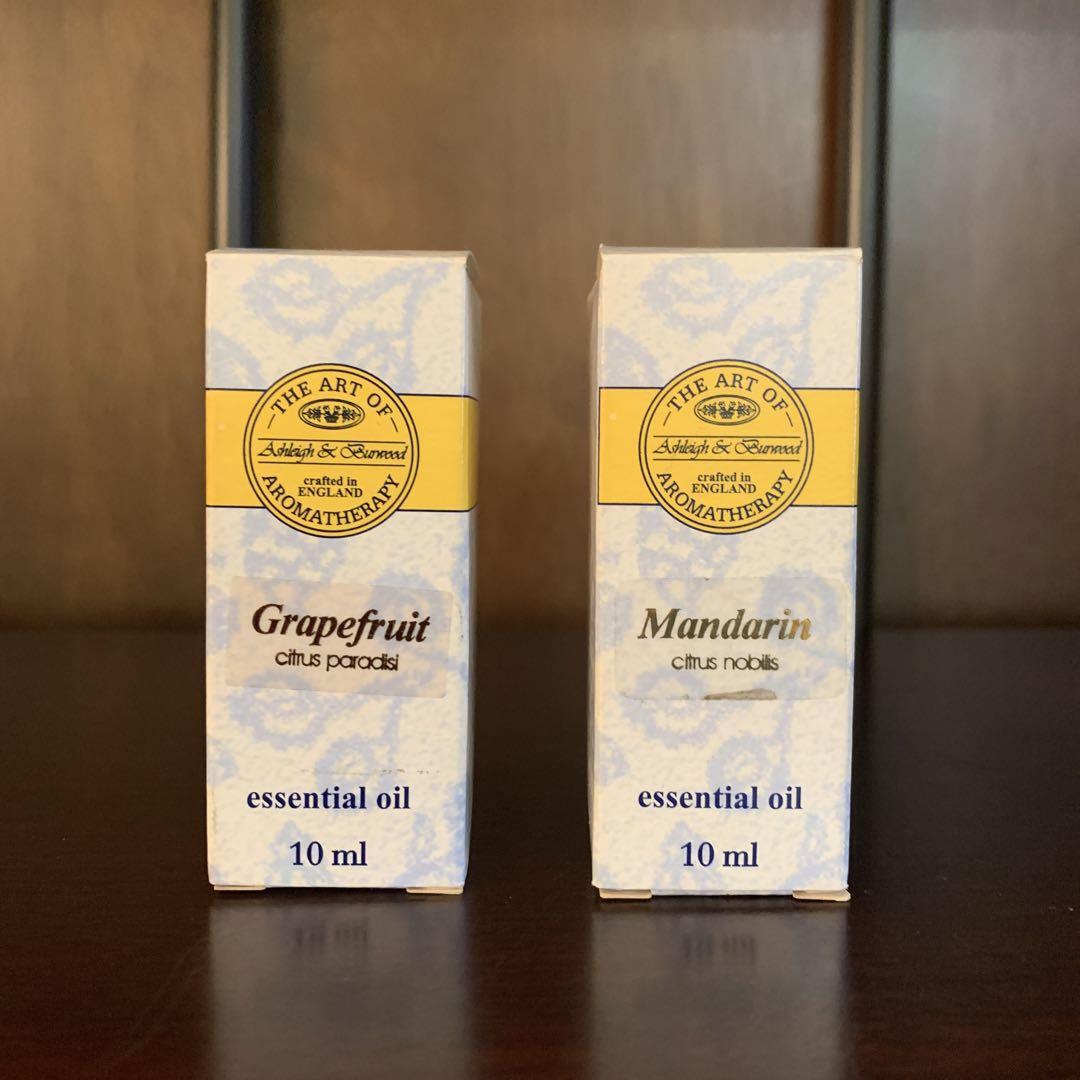 THE ART OF
Ashleigh & Burwood
crafted in
ENGLAND
AROMATHERAPY
Grapefruit
citrus paradisi
essential oil
10 ml
THE ART OF
Ashleigh & Burwood
crafted in
ENGLAND
AROMATHERAPY
Mandarin
citrus nobilis
essential oil
10 ml